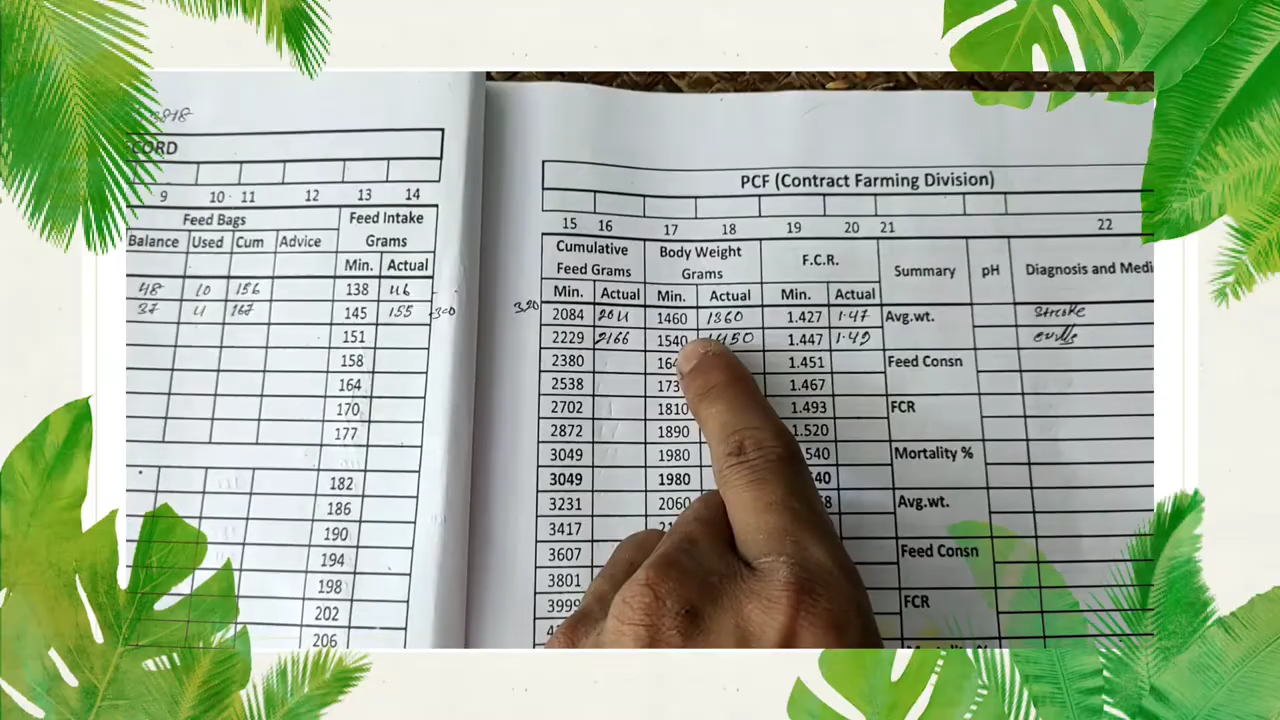 CORD
9 10 11 12 13 14
Feed Bags Feed Intake Grams
Balance Used Cum Advice Min. Actual
48 10 156 138 116
37 11 167 145 155 300
151
158
164
170
177
182
186
190
194
198
202
206
PCF (Contract Farming Division)
15 16 17 18 19 20 21 22
Cumulative Feed Grams Body Weight Grams F.C.R. Summary pH Diagnosis and Medi
Min. Actual Min. Actual Min. Actual
320 2084 2011 1460 1360 1.427 1.47 Avg.wt. Stroke
2229 2166 1540 1450 1.447 1.49
2380 1.451 Feed Consn
2538 1.467
2702 1810 1.493 FCR
2872 1890 1.520
3049 1980 Mortality %
3049 1980
3231 2060 Avg.wt.
3417
3607 Feed Consn
3801
FCR